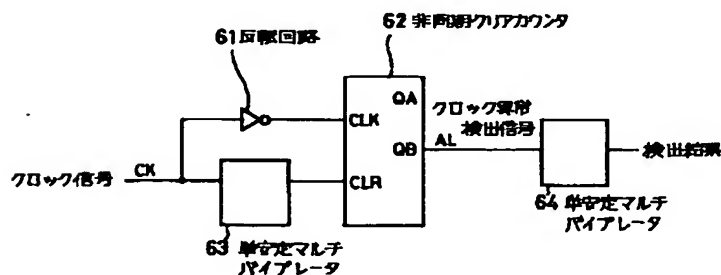 62 非同期クリアカウンタ
61 反転回路
QA
CLK
クロック障害
検出信号
QB
AL
検出結果
クロック信号
CK
CLR
63 単安定マルチ
バイブレータ
64 単安定マルチ
バイブレータ